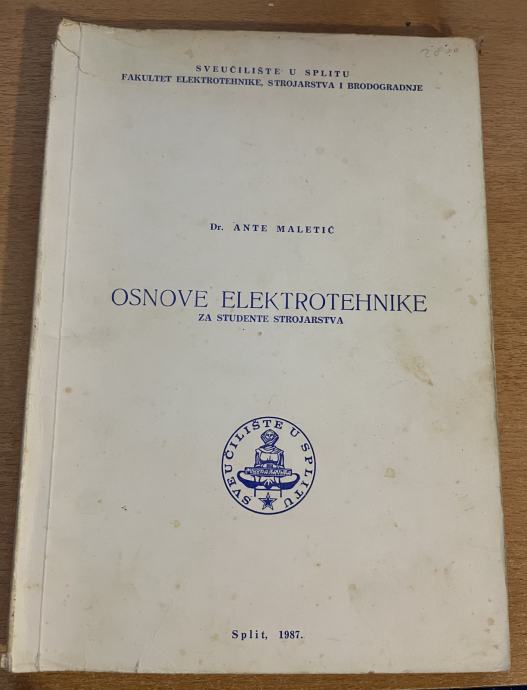 SVEUČILIŠTE U SPLITU
FAKULTET ELEKTROTEHNIKE, STROJARSTVA I BRODOGRADNJE
Dr. ANTE MALETIĆ
OSNOVE ELEKTROTEHNIKE
ZA STUDENTE STROJARSTVA
SVEUČILIŠTE U SPLITU
Split, 1987.